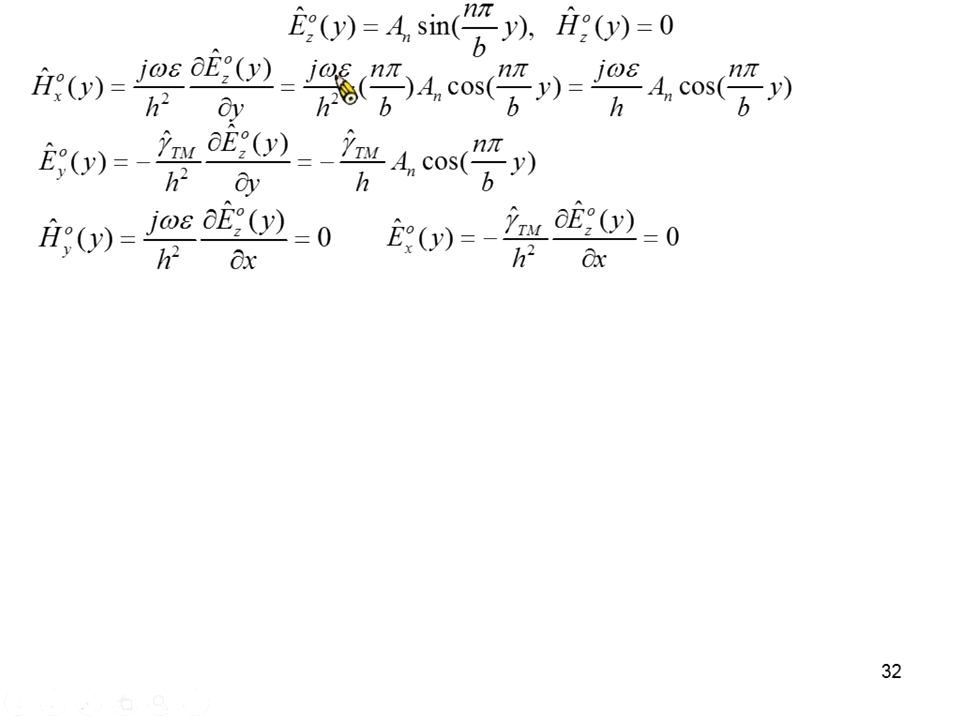 Ê_z^o(y) = A_n sin(nπ/b y), Ĥ_z^o(y) = 0
Ĥ_x^o(y) = jωε/h² ∂Ê_z^o(y)/∂y = jωε/h² (nπ/b) A_n cos(nπ/b y) = jωε/h A_n cos(nπ/b y)
Ê_y^o(y) = − γ̂_TM/h² ∂Ê_z^o(y)/∂y = − γ̂_TM/h A_n cos(nπ/b y)
Ĥ_y^o(y) = jωε/h² ∂Ê_z^o(y)/∂x = 0 Ê_x^o(y) = − γ̂_TM/h² ∂Ê_z^o(y)/∂x = 0
32